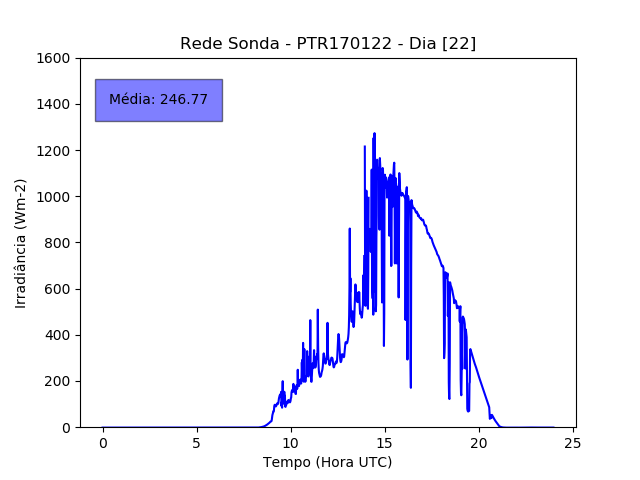 Rede Sonda - PTR170122 - Dia [22]
1600
1400
1200
1000
800
600
400
200
0
Média: 246.77
Irradiância (Wm-2)
0 5 10 15 20 25
Tempo (Hora UTC)